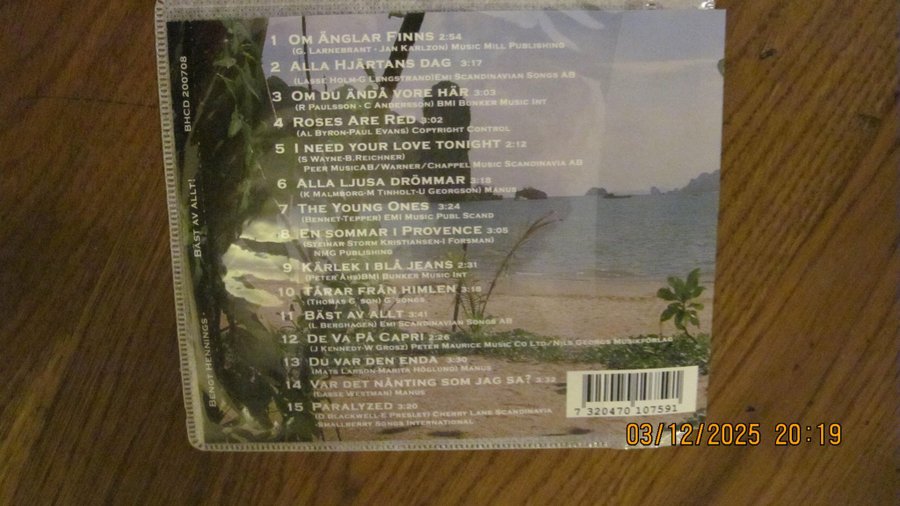 1 Om Änglar Finns 2:54
(G. Larnebrant - Jan Karlzon) Music Mill Publishing
2 Alla Hjärtans dag 3:17
(Lasse Holm-G Lengstrand)Emi Scandinavian Songs AB
3 Om du ändå vore här 3:03
(R Paulsson - C Andersson) BMI Bonker Music Int
4 Roses Are Red 3:02
(Al Byron-Paul Evans) Copyright Control
5 I need your love tonight 2:12
(S Wayne-B.Reichner)
Peer MusicAB/Warner/Chappel Music Scandinavia AB
6 Alla ljusa drömmar 3:18
(K Malmborg-M Tinholt-U Georgson) Manus
7 The Young Ones 3:24
(Bennet-Tepper) EMI Music Publ Scand
8 En sommar i Provence 3:05
(Steinar Storm Kristiansen-I Forsman)
NMG Publishing
9 Kärlek i blå jeans 2:31
(Peter Åhs)BMI Bonker Music Int
10 Tårar från himlen 3:18
(Thomas G´son) G´songs
11 Bäst av allt 3:41
(L Berghagen) Emi Scandinavian Songs AB
12 De va på Capri 2:26
(J Kennedy-W Grosz) Peter Maurice Music Co Ltd/Nils Georgs Musikförlag
13 Du var den enda 3:30
(Mats Larson-Marita Höglund) Manus
14 Var det nånting som jag sa? 3:32
(Lasse Westman) Manus
15 Paralyzed 3:20
(O Blackwell-E Presley) Cherry Lane Scandinavia
-Shallberry Songs International
Bengt Hennings - Bäst av allt! BHCD 200708
7 320470 107591
03/12/2025 20:19